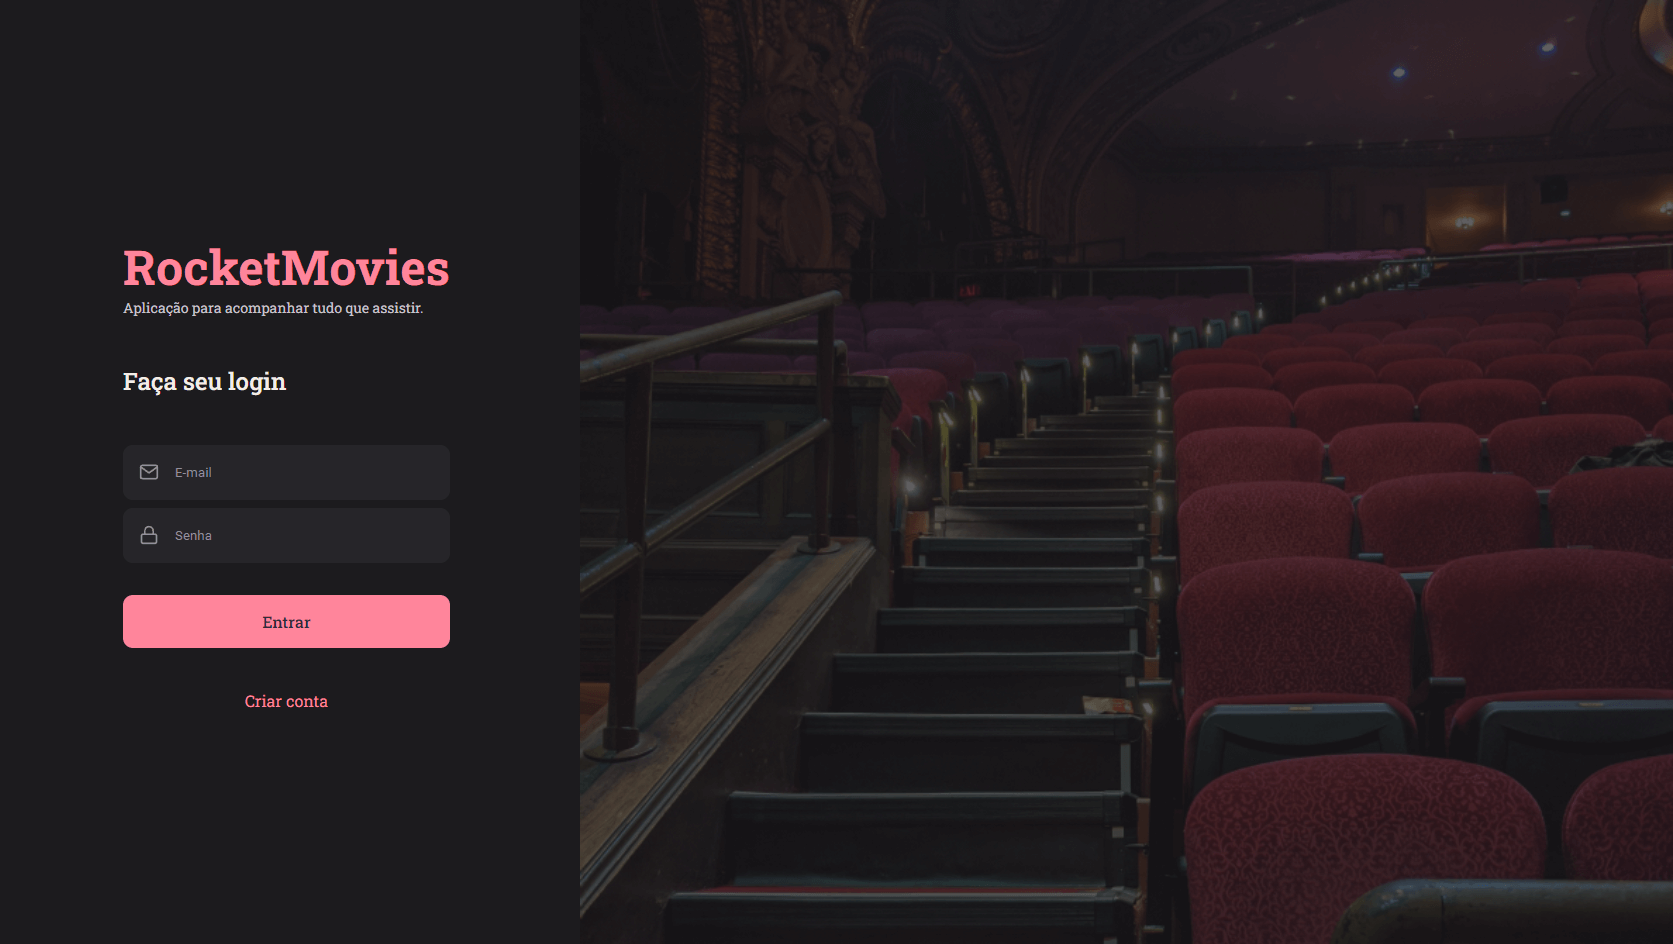 RocketMovies
Aplicação para acompanhar tudo que assistir.
Faça seu login
E-mail
Senha
Entrar
Criar conta